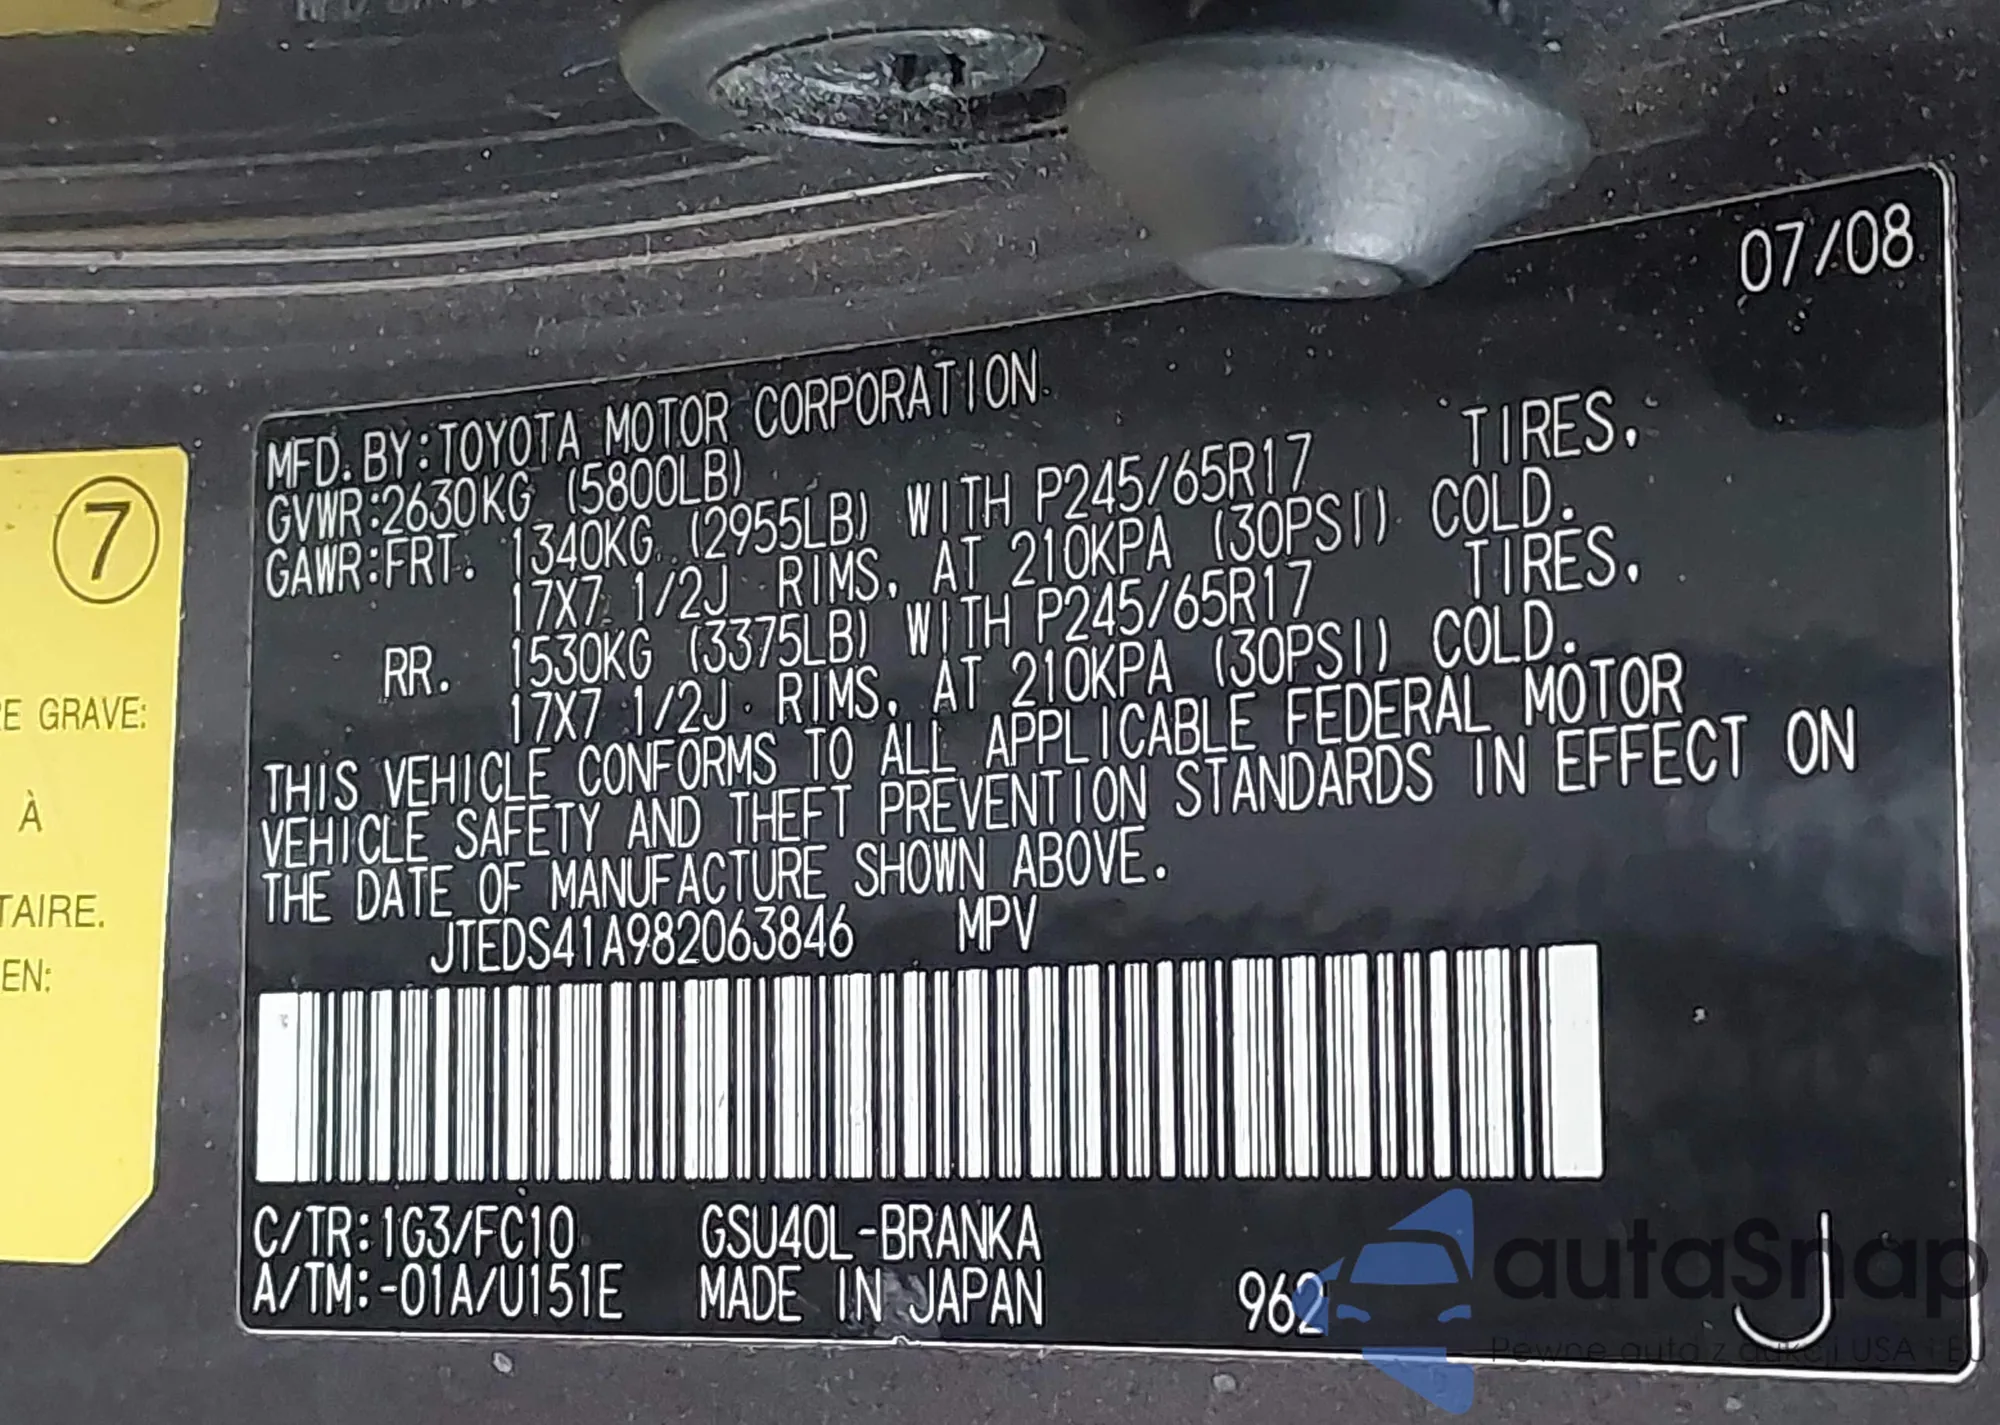 07/08
MFD. BY: TOYOTA MOTOR CORPORATION
GVWR:2630KG (5800LB)
GAWR:FRT. 1340KG (2955LB) WITH P245/65R17 TIRES,
17X7 1/2J RIMS, AT 210KPA (30PSI) COLD.
RR. 1530KG (3375LB) WITH P245/65R17 TIRES,
17X7 1/2J RIMS, AT 210KPA (30PSI) COLD.
THIS VEHICLE CONFORMS TO ALL APPLICABLE FEDERAL MOTOR
VEHICLE SAFETY AND THEFT PREVENTION STANDARDS IN EFFECT ON
THE DATE OF MANUFACTURE SHOWN ABOVE.
JTEDS41A982063846 MPV
C/TR:1G3/FC10 GSU40L-BRANKA
A/TM:-01A/U151E MADE IN JAPAN 962 J
7
GRAVE:
À
EN:
autaSnap
Pewne auta z aukcji USA i